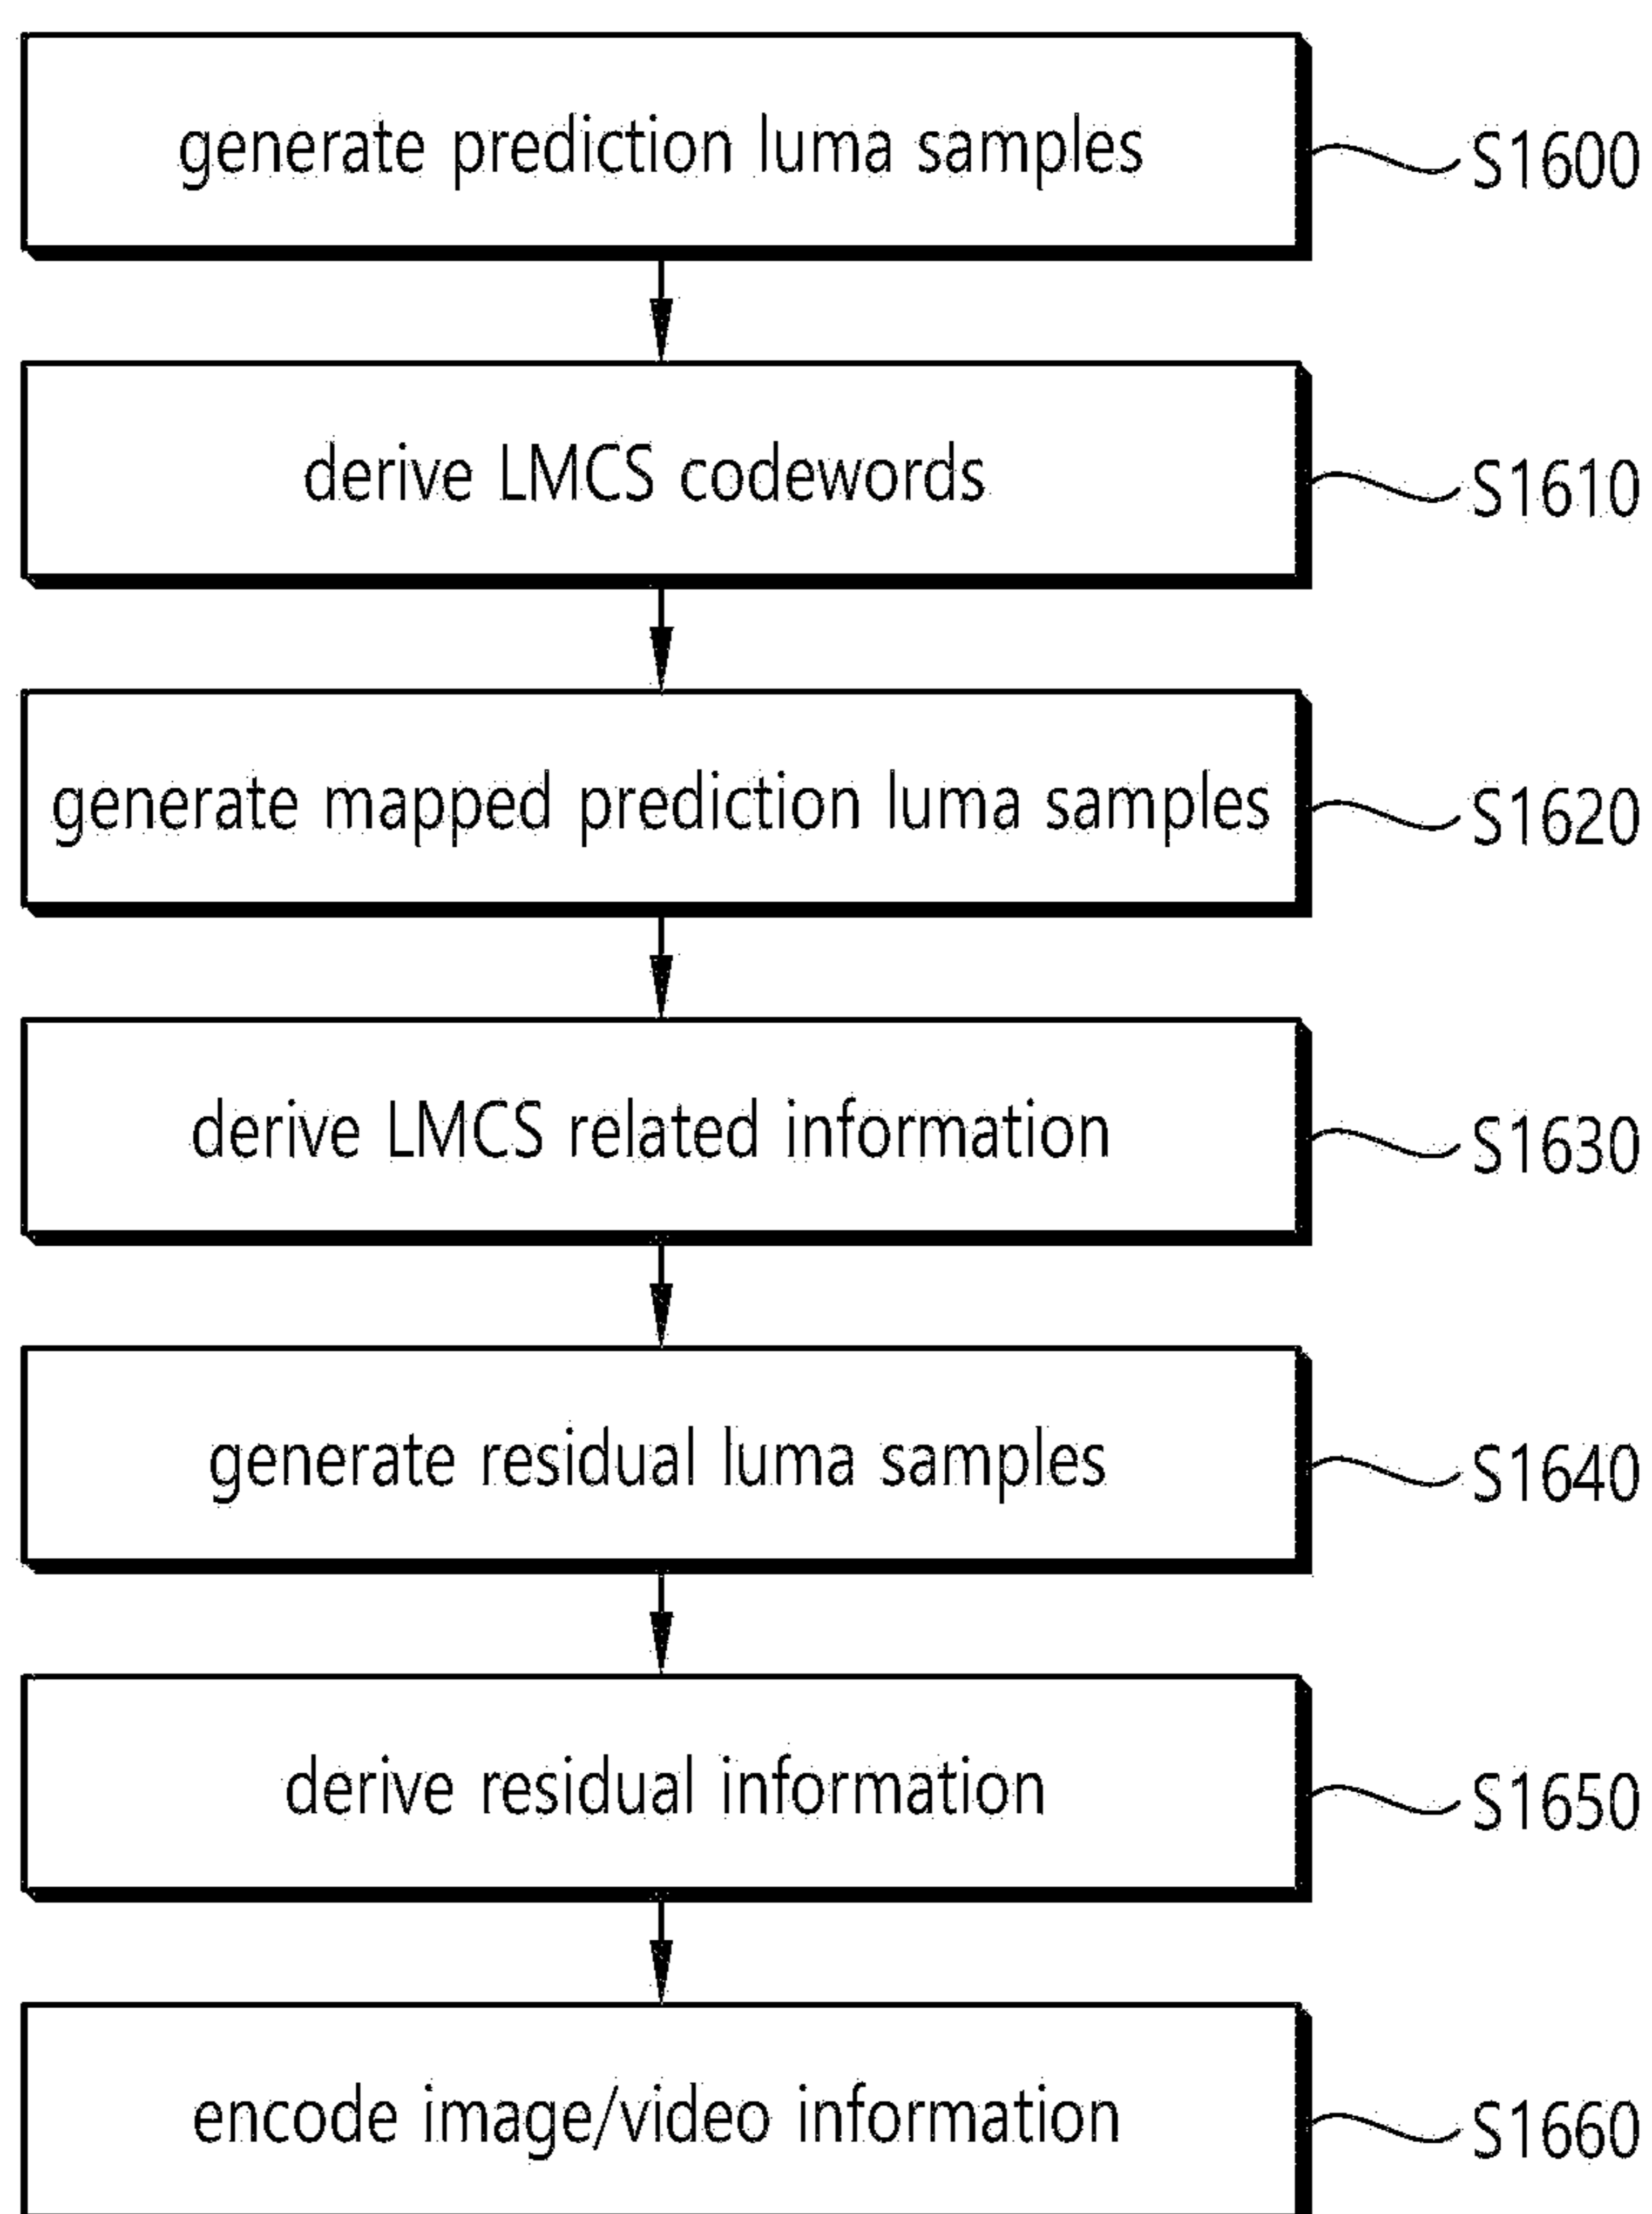 generate prediction luma samples
S1600
derive LMCS codewords
S1610
generate mapped prediction luma samples
S1620
derive LMCS related information
S1630
generate residual luma samples
S1640
derive residual information
S1650
encode image/video information
S1660